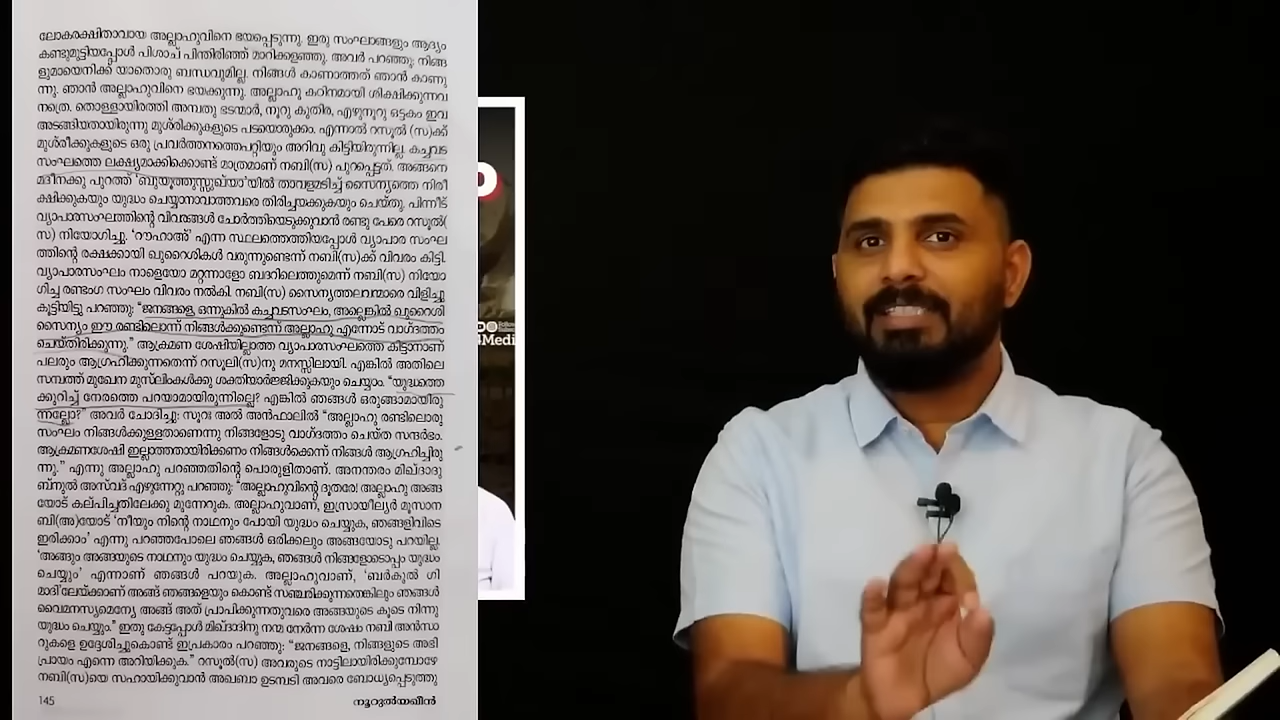 ലോകരക്ഷിതാവായ അല്ലാഹുവിനെ ഭയപ്പെടുന്നു. ഇരു സംഘാങ്ങളും ആദ്യം
കണ്ടുമുട്ടിയപ്പോൾ പിശാച് പിന്തിരിഞ്ഞ് മാറിക്കളഞ്ഞു. അവർ പറഞ്ഞു: നിങ്ങ
ളുമായെനിക്ക് യാതൊരു ബന്ധവുമില്ല. നിങ്ങൾ കാണാത്തത് ഞാൻ കാണു
ന്നു. ഞാൻ അല്ലാഹുവിനെ ഭയക്കുന്നു. അല്ലാഹു കഠിനമായി ശിക്ഷിക്കുന്നവ
നത്രെ. തൊള്ളായിരത്തി അമ്പതു ഭടന്മാർ, നൂറു കുതിര, എഴുനൂറു ഒട്ടകം ഇവ
അടങ്ങിയതായിരുന്നു മുശ്‌രിക്കുകളുടെ പടയൊരുക്കം. എന്നാൽ റസൂൽ (സ)ക്ക്
മുശ്‌രീക്കുകളുടെ ഒരു പ്രവർത്തനത്തെപറ്റിയും അറിവു കിട്ടിയിരുന്നില്ല. കച്ചവട
സംഘത്തെ ലക്ഷ്യമാക്കിക്കൊണ്ട് മാത്രമാണ് നബി(സ) പുറപ്പെട്ടത്. അങ്ങനെ
മദീനക്കു പുറത്ത് 'ബുയൂത്തുസ്സുഖ്‌യാ'യിൽ താവളമടിച്ച് സൈന്യത്തെ നിരീ
ക്ഷിക്കുകയും യുദ്ധം ചെയ്യാനാവാത്തവരെ തിരിച്ചയക്കുകയും ചെയ്തു. പിന്നീട്
വ്യാപാരസംഘത്തിന്റെ വിവരങ്ങൾ ചോർത്തിയെടുക്കുവാൻ രണ്ടു പേരെ റസൂൽ(
സ) നിയോഗിച്ചു. 'റൗഹാഅ്' എന്ന സ്ഥലത്തെത്തിയപ്പോൾ വ്യാപാര സംഘ
ത്തിന്റെ രക്ഷക്കായി ഖുറൈശികൾ വരുന്നുണ്ടെന്ന് നബി(സ)ക്ക് വിവരം കിട്ടി.
വ്യാപാരസംഘം നാളെയോ മറ്റന്നാളോ ബദറിലെത്തുമെന്ന് നബി(സ) നിയോ
ഗിച്ച രണ്ടംഗ സംഘം വിവരം നൽകി. നബി(സ) സൈന്യത്തലവന്മാരെ വിളിച്ചു
കൂട്ടിയിട്ടു പറഞ്ഞു: "ജനങ്ങളെ, ഒന്നുകിൽ കച്ചവടസംഘം, അല്ലെങ്കിൽ ഖുറൈശി
സൈന്യം ഈ രണ്ടിലൊന്ന് നിങ്ങൾക്കുണ്ടെന്ന് അല്ലാഹു എന്നോട് വാഗ്ദത്തം
ചെയ്തിരിക്കുന്നു." ആക്രമണ ശേഷിയില്ലാത്ത വ്യാപാരസംഘത്തെ കിട്ടാനാണ്
പലരും ആഗ്രഹിക്കുന്നതെന്ന് റസൂലി(സ)നു മനസ്സിലായി. എങ്കിൽ അതിലെ
സമ്പത്ത് മുഖേന മുസ്‌ലിംകൾക്കു ശക്തിയാർജ്ജിക്കുകയും ചെയ്യാം. "യുദ്ധത്തെ
ക്കുറിച്ച് നേരത്തെ പറയാമായിരുന്നില്ലെ? എങ്കിൽ ഞങ്ങൾ ഒരുങ്ങാമായിരു
ന്നല്ലോ?" അവർ ചോദിച്ചു: സൂറഃ അൽ അൻഫാലിൽ "അല്ലാഹു രണ്ടിലൊരു
സംഘം നിങ്ങൾക്കുള്ളതാണെന്നു നിങ്ങളോടു വാഗ്ദത്തം ചെയ്ത സന്ദർഭം.
ആക്രമണശേഷി ഇല്ലാത്തതായിരിക്കണം നിങ്ങൾക്കെന്ന് നിങ്ങൾ ആഗ്രഹിച്ചിരു
ന്നു." എന്നു അല്ലാഹു പറഞ്ഞതിന്റെ പൊരുളിതാണ്. അനന്തരം മിഖ്ദാദു
ബ്നുൽ അസ്‌വദ് എഴുന്നേറ്റു പറഞ്ഞു: "അല്ലാഹുവിന്റെ ദൂതരേ! അല്ലാഹു അങ്ങ
യോട് കല്പിച്ചതിലേക്കു മുന്നേറുക. അല്ലാഹുവാണ്, ഇസ്രായീല്യർ മൂസാന
ബി(അ)യോട് 'നീയും നിന്റെ നാഥനും പോയി യുദ്ധം ചെയ്യുക, ഞങ്ങളിവിടെ
ഇരിക്കാം' എന്നു പറഞ്ഞപോലെ ഞങ്ങൾ ഒരിക്കലും അങ്ങയോടു പറയില്ല.
'അങ്ങും അങ്ങയുടെ നാഥനും യുദ്ധം ചെയ്യുക, ഞങ്ങൾ നിങ്ങളോടൊപ്പം യുദ്ധം
ചെയ്യും' എന്നാണ് ഞങ്ങൾ പറയുക. അല്ലാഹുവാണ്, 'ബർകുൽ ഗി
മാദി'ലേയ്ക്കാണ് അങ്ങ് ഞങ്ങളെയും കൊണ്ട് സഞ്ചരിക്കുന്നതെങ്കിലും ഞങ്ങൾ
വൈമനസ്യമെന്യേ അങ്ങ് അത് പ്രാപിക്കുന്നതുവരെ അങ്ങയുടെ കൂടെ നിന്നു
യുദ്ധം ചെയ്യും." ഇതു കേട്ടപ്പോൾ മിഖ്ദാദിനു നന്മ നേർന്ന ശേഷം നബി അൻസാ
റുകളെ ഉദ്ദേശിച്ചുകൊണ്ട് ഇപ്രകാരം പറഞ്ഞു: "ജനങ്ങളെ, നിങ്ങളുടെ അഭി
പ്രായം എന്നെ അറിയിക്കുക." റസൂൽ(സ) അവരുടെ നാട്ടിലായിരിക്കുമ്പോഴേ
നബി(സ)യെ സഹായിക്കുവാൻ അഖബാ ഉടമ്പടി അവരെ ബോധ്യപ്പെടുത്തു
145 നൂറുൽയഖീൻ
DO
4Medi